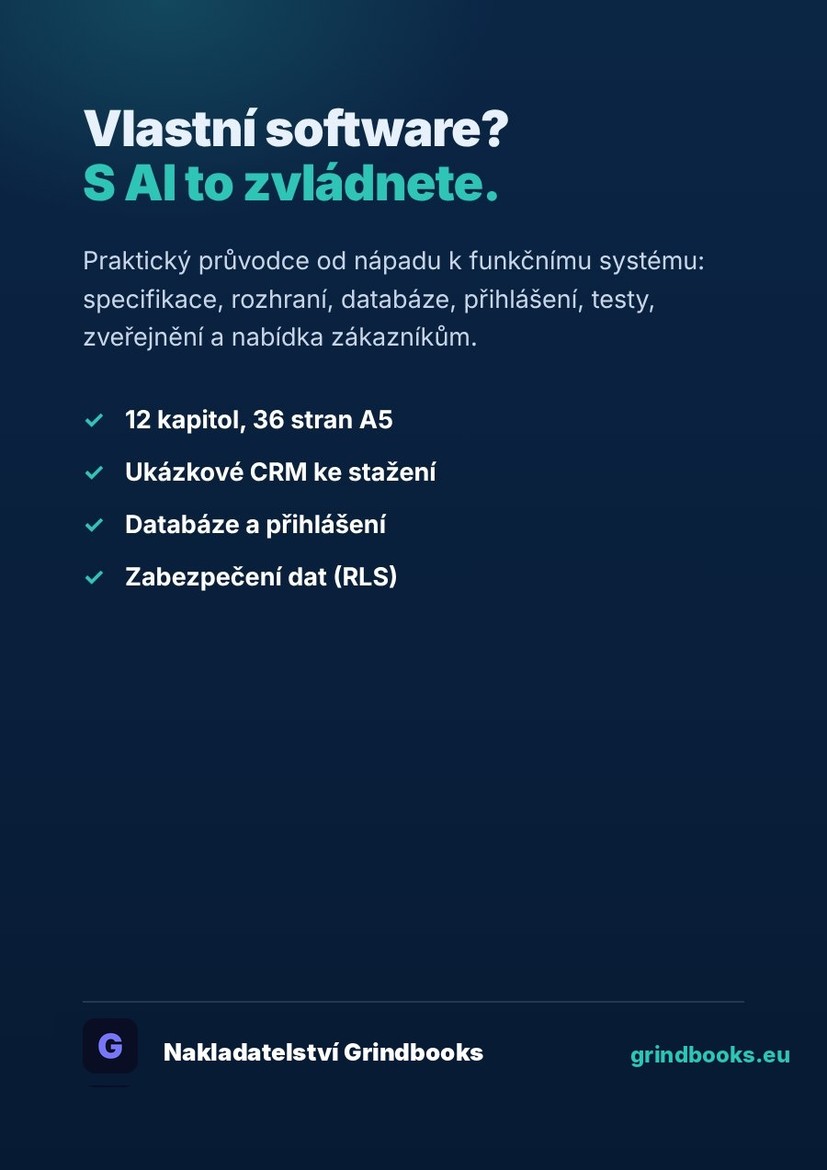 Vlastní software?
S AI to zvládnete.
Praktický průvodce od nápadu k funkčnímu systému:
specifikace, rozhraní, databáze, přihlášení, testy,
zveřejnění a nabídka zákazníkům.
✓ 12 kapitol, 36 stran A5
✓ Ukázkové CRM ke stažení
✓ Databáze a přihlášení
✓ Zabezpečení dat (RLS)
G Nakladatelství Grindbooks grindbooks.eu